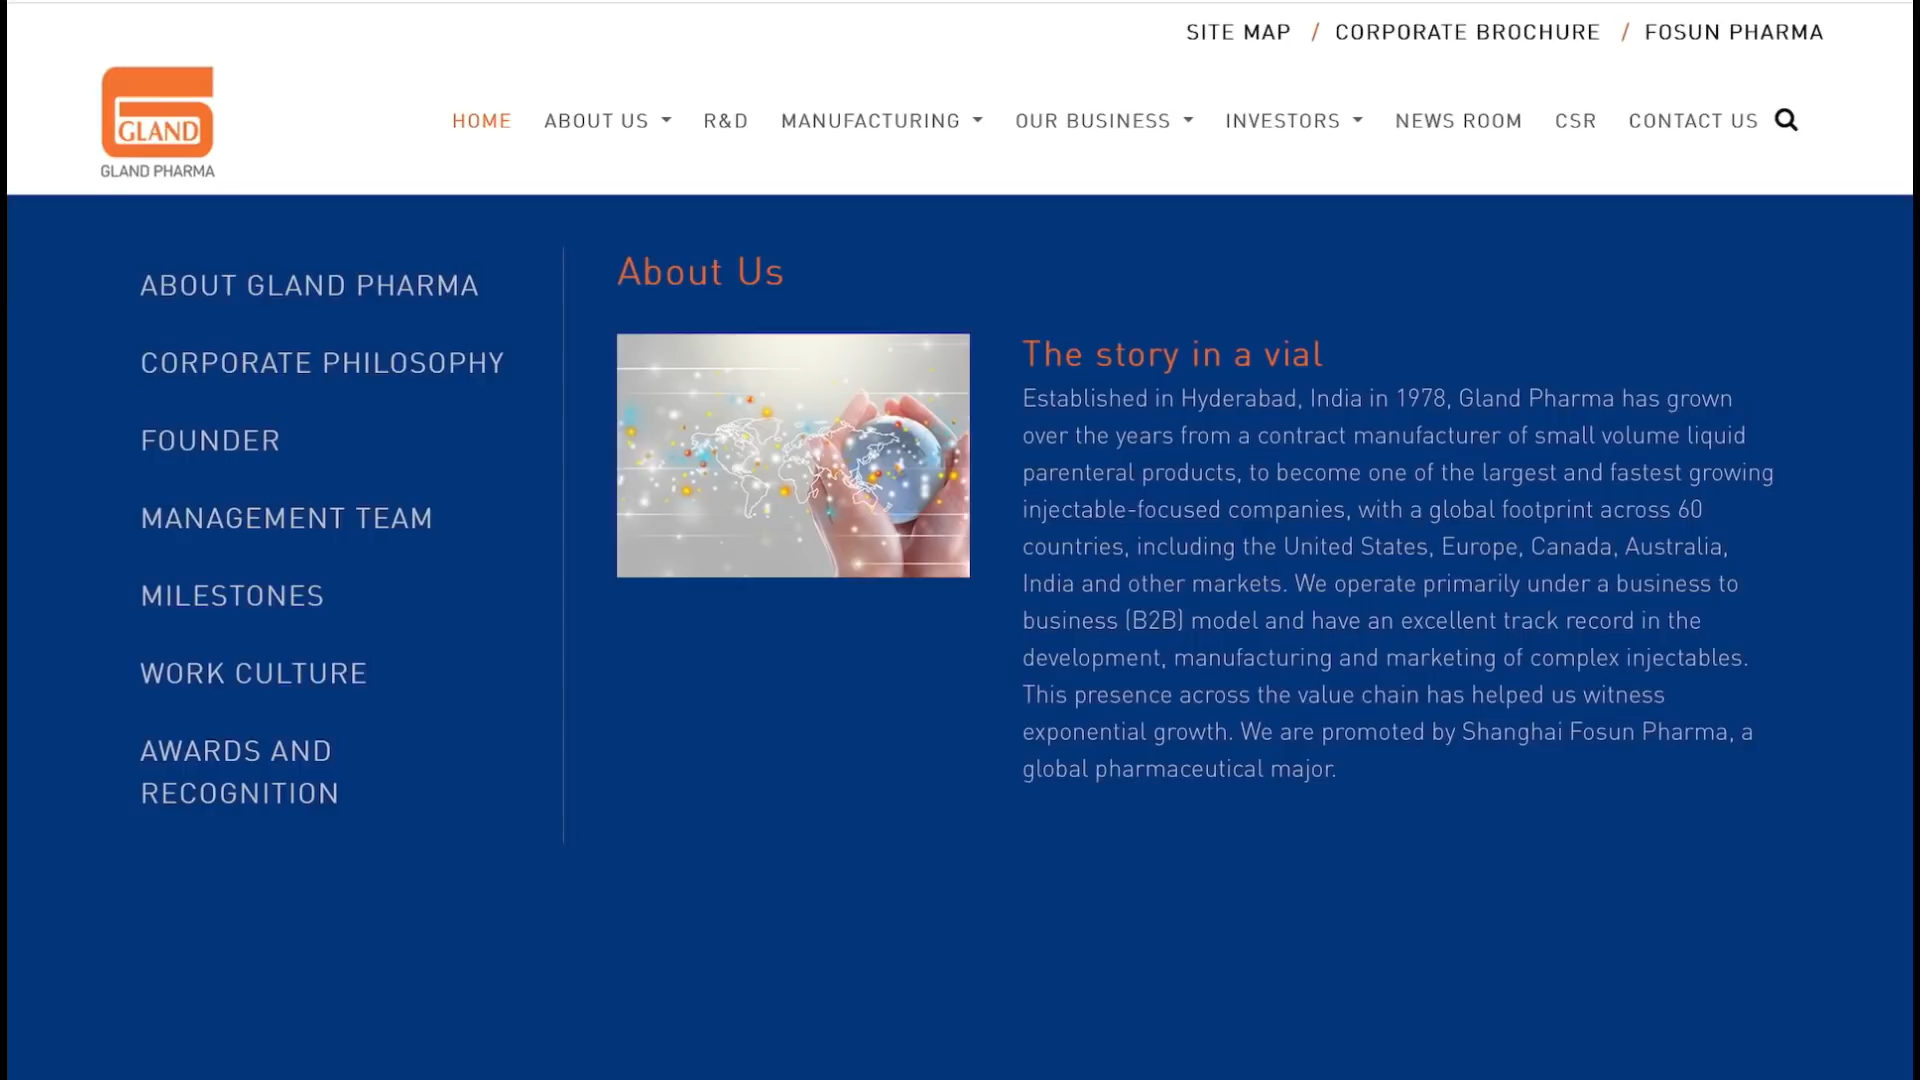 SITE MAP / CORPORATE BROCHURE / FOSUN PHARMA
GLAND
GLAND PHARMA
HOME ABOUT US R&D MANUFACTURING OUR BUSINESS INVESTORS NEWS ROOM CSR CONTACT US
ABOUT GLAND PHARMA
CORPORATE PHILOSOPHY
FOUNDER
MANAGEMENT TEAM
MILESTONES
WORK CULTURE
AWARDS AND
RECOGNITION
About Us
The story in a vial
Established in Hyderabad, India in 1978, Gland Pharma has grown
over the years from a contract manufacturer of small volume liquid
parenteral products, to become one of the largest and fastest growing
injectable-focused companies, with a global footprint across 60
countries, including the United States, Europe, Canada, Australia,
India and other markets. We operate primarily under a business to
business (B2B) model and have an excellent track record in the
development, manufacturing and marketing of complex injectables.
This presence across the value chain has helped us witness
exponential growth. We are promoted by Shanghai Fosun Pharma, a
global pharmaceutical major.